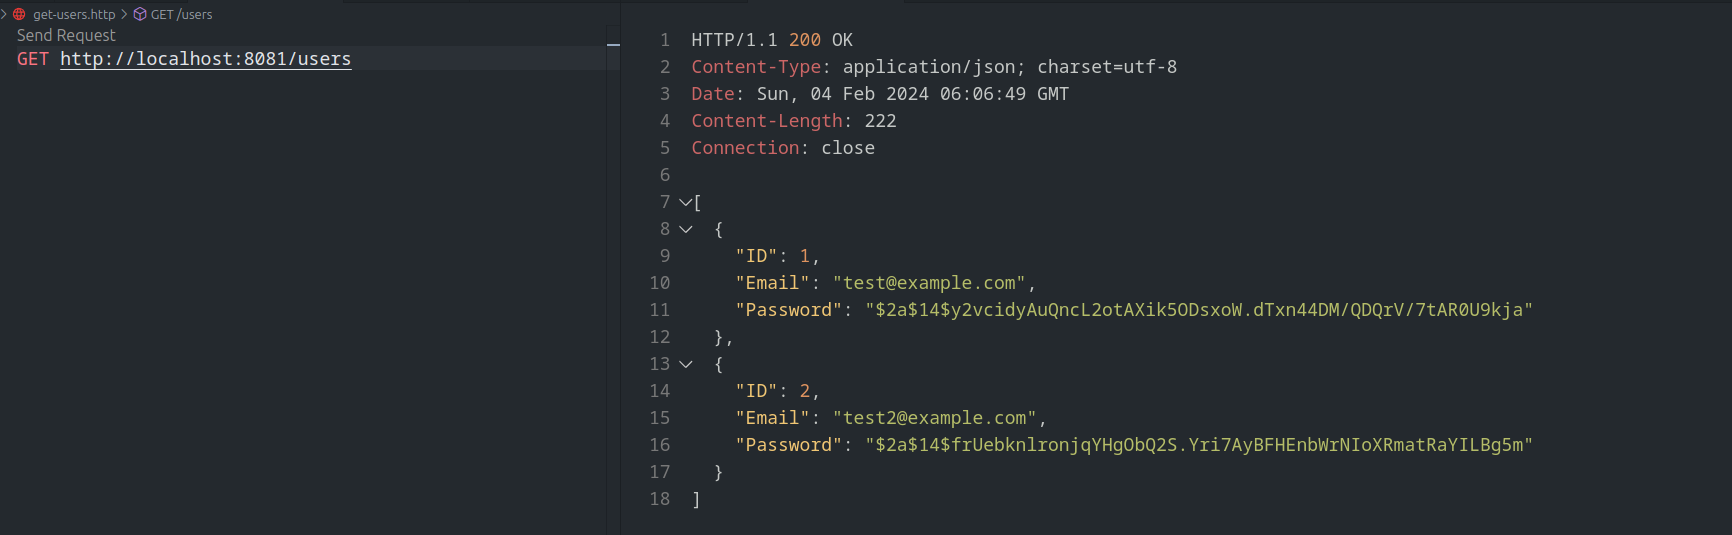 get-users.http > GET /users
Send Request
GET http://localhost:8081/users
1 HTTP/1.1 200 OK
2 Content-Type: application/json; charset=utf-8
3 Date: Sun, 04 Feb 2024 06:06:49 GMT
4 Content-Length: 222
5 Connection: close
6
7 [
8 {
9 "ID": 1,
10 "Email": "test@example.com",
11 "Password": "$2a$14$y2vcidyAuQncL2otAXik5ODsxoW.dTxn44DM/QDQrV/7tAR0U9kja"
12 },
13 {
14 "ID": 2,
15 "Email": "test2@example.com",
16 "Password": "$2a$14$frUebknlronjqYHgObQ2S.Yri7AyBFHEnbWrNIoXRmatRaYILBg5m"
17 }
18 ]